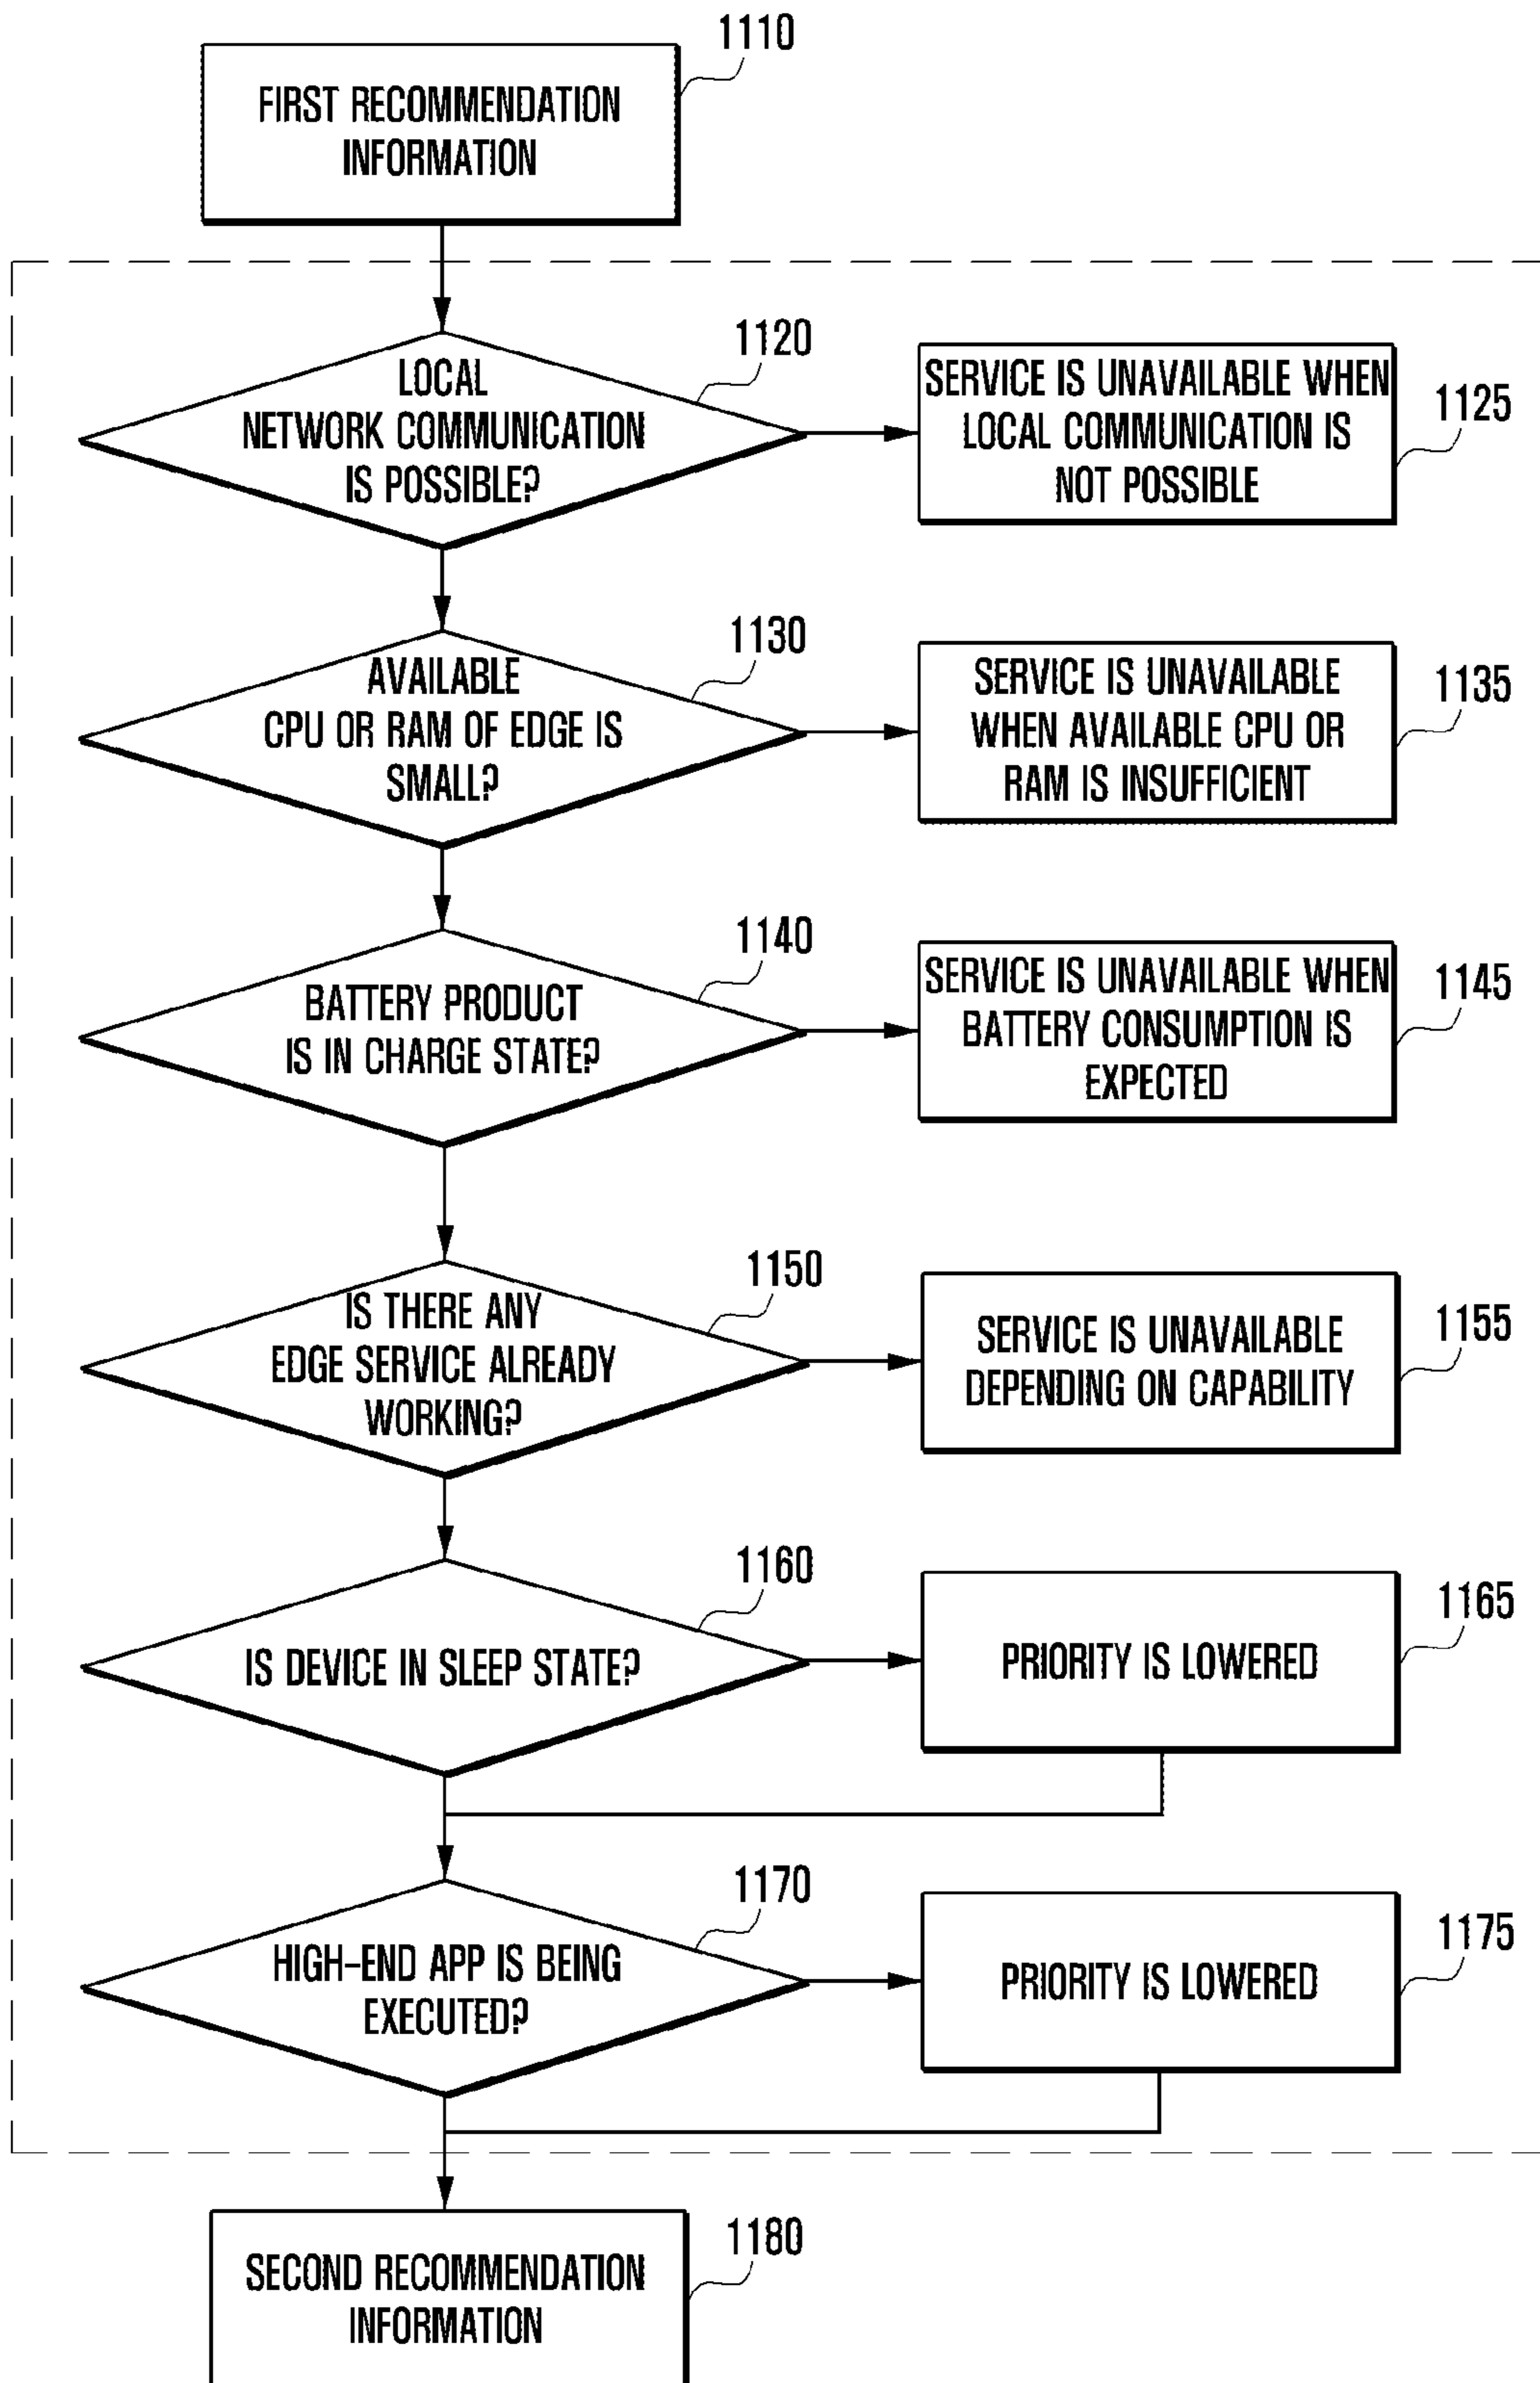 1110
FIRST RECOMMENDATION
INFORMATION
1120
LOCAL
NETWORK COMMUNICATION
IS POSSIBLE?
SERVICE IS UNAVAILABLE WHEN
LOCAL COMMUNICATION IS
NOT POSSIBLE
1125
1130
AVAILABLE
CPU OR RAM OF EDGE IS
SMALL?
SERVICE IS UNAVAILABLE
WHEN AVAILABLE CPU OR
RAM IS INSUFFICIENT
1135
1140
BATTERY PRODUCT
IS IN CHARGE STATE?
SERVICE IS UNAVAILABLE WHEN
BATTERY CONSUMPTION IS
EXPECTED
1145
1150
IS THERE ANY
EDGE SERVICE ALREADY
WORKING?
SERVICE IS UNAVAILABLE
DEPENDING ON CAPABILITY
1155
1160
IS DEVICE IN SLEEP STATE?
PRIORITY IS LOWERED
1165
1170
HIGH-END APP IS BEING
EXECUTED?
PRIORITY IS LOWERED
1175
1180
SECOND RECOMMENDATION
INFORMATION